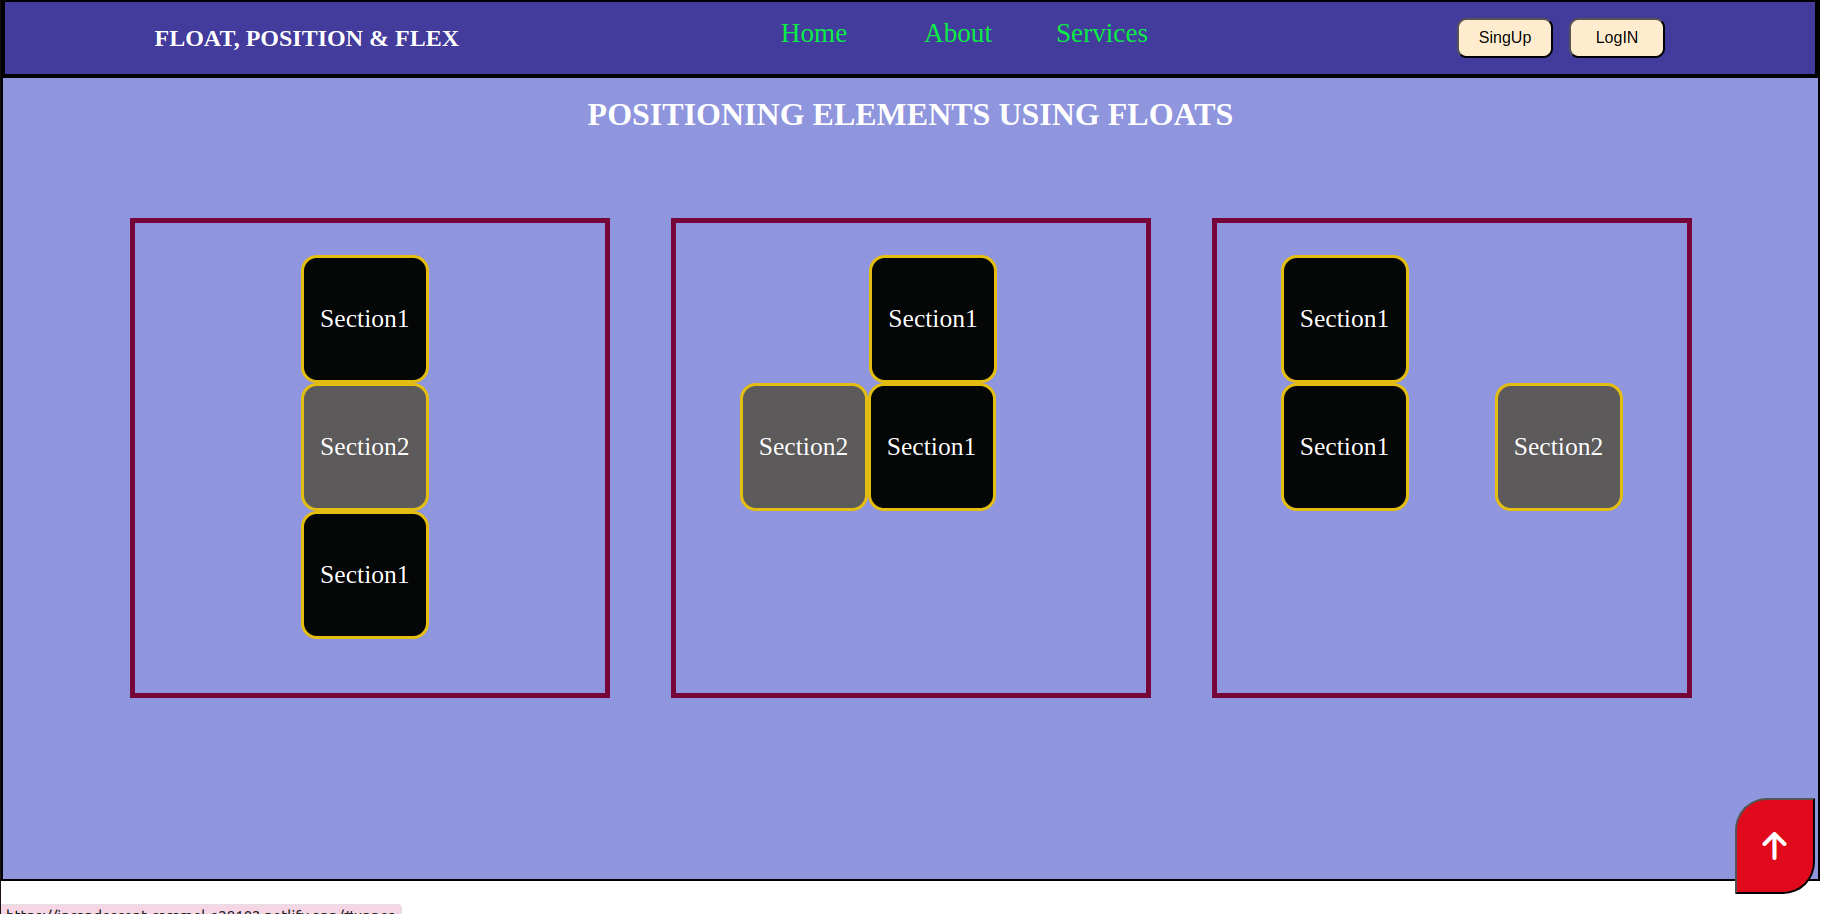 FLOAT, POSITION & FLEX
Home About Services
SingUp LogIN
POSITIONING ELEMENTS USING FLOATS
Section1
Section2
Section1
Section1
Section2 Section1
Section1
Section1 Section2